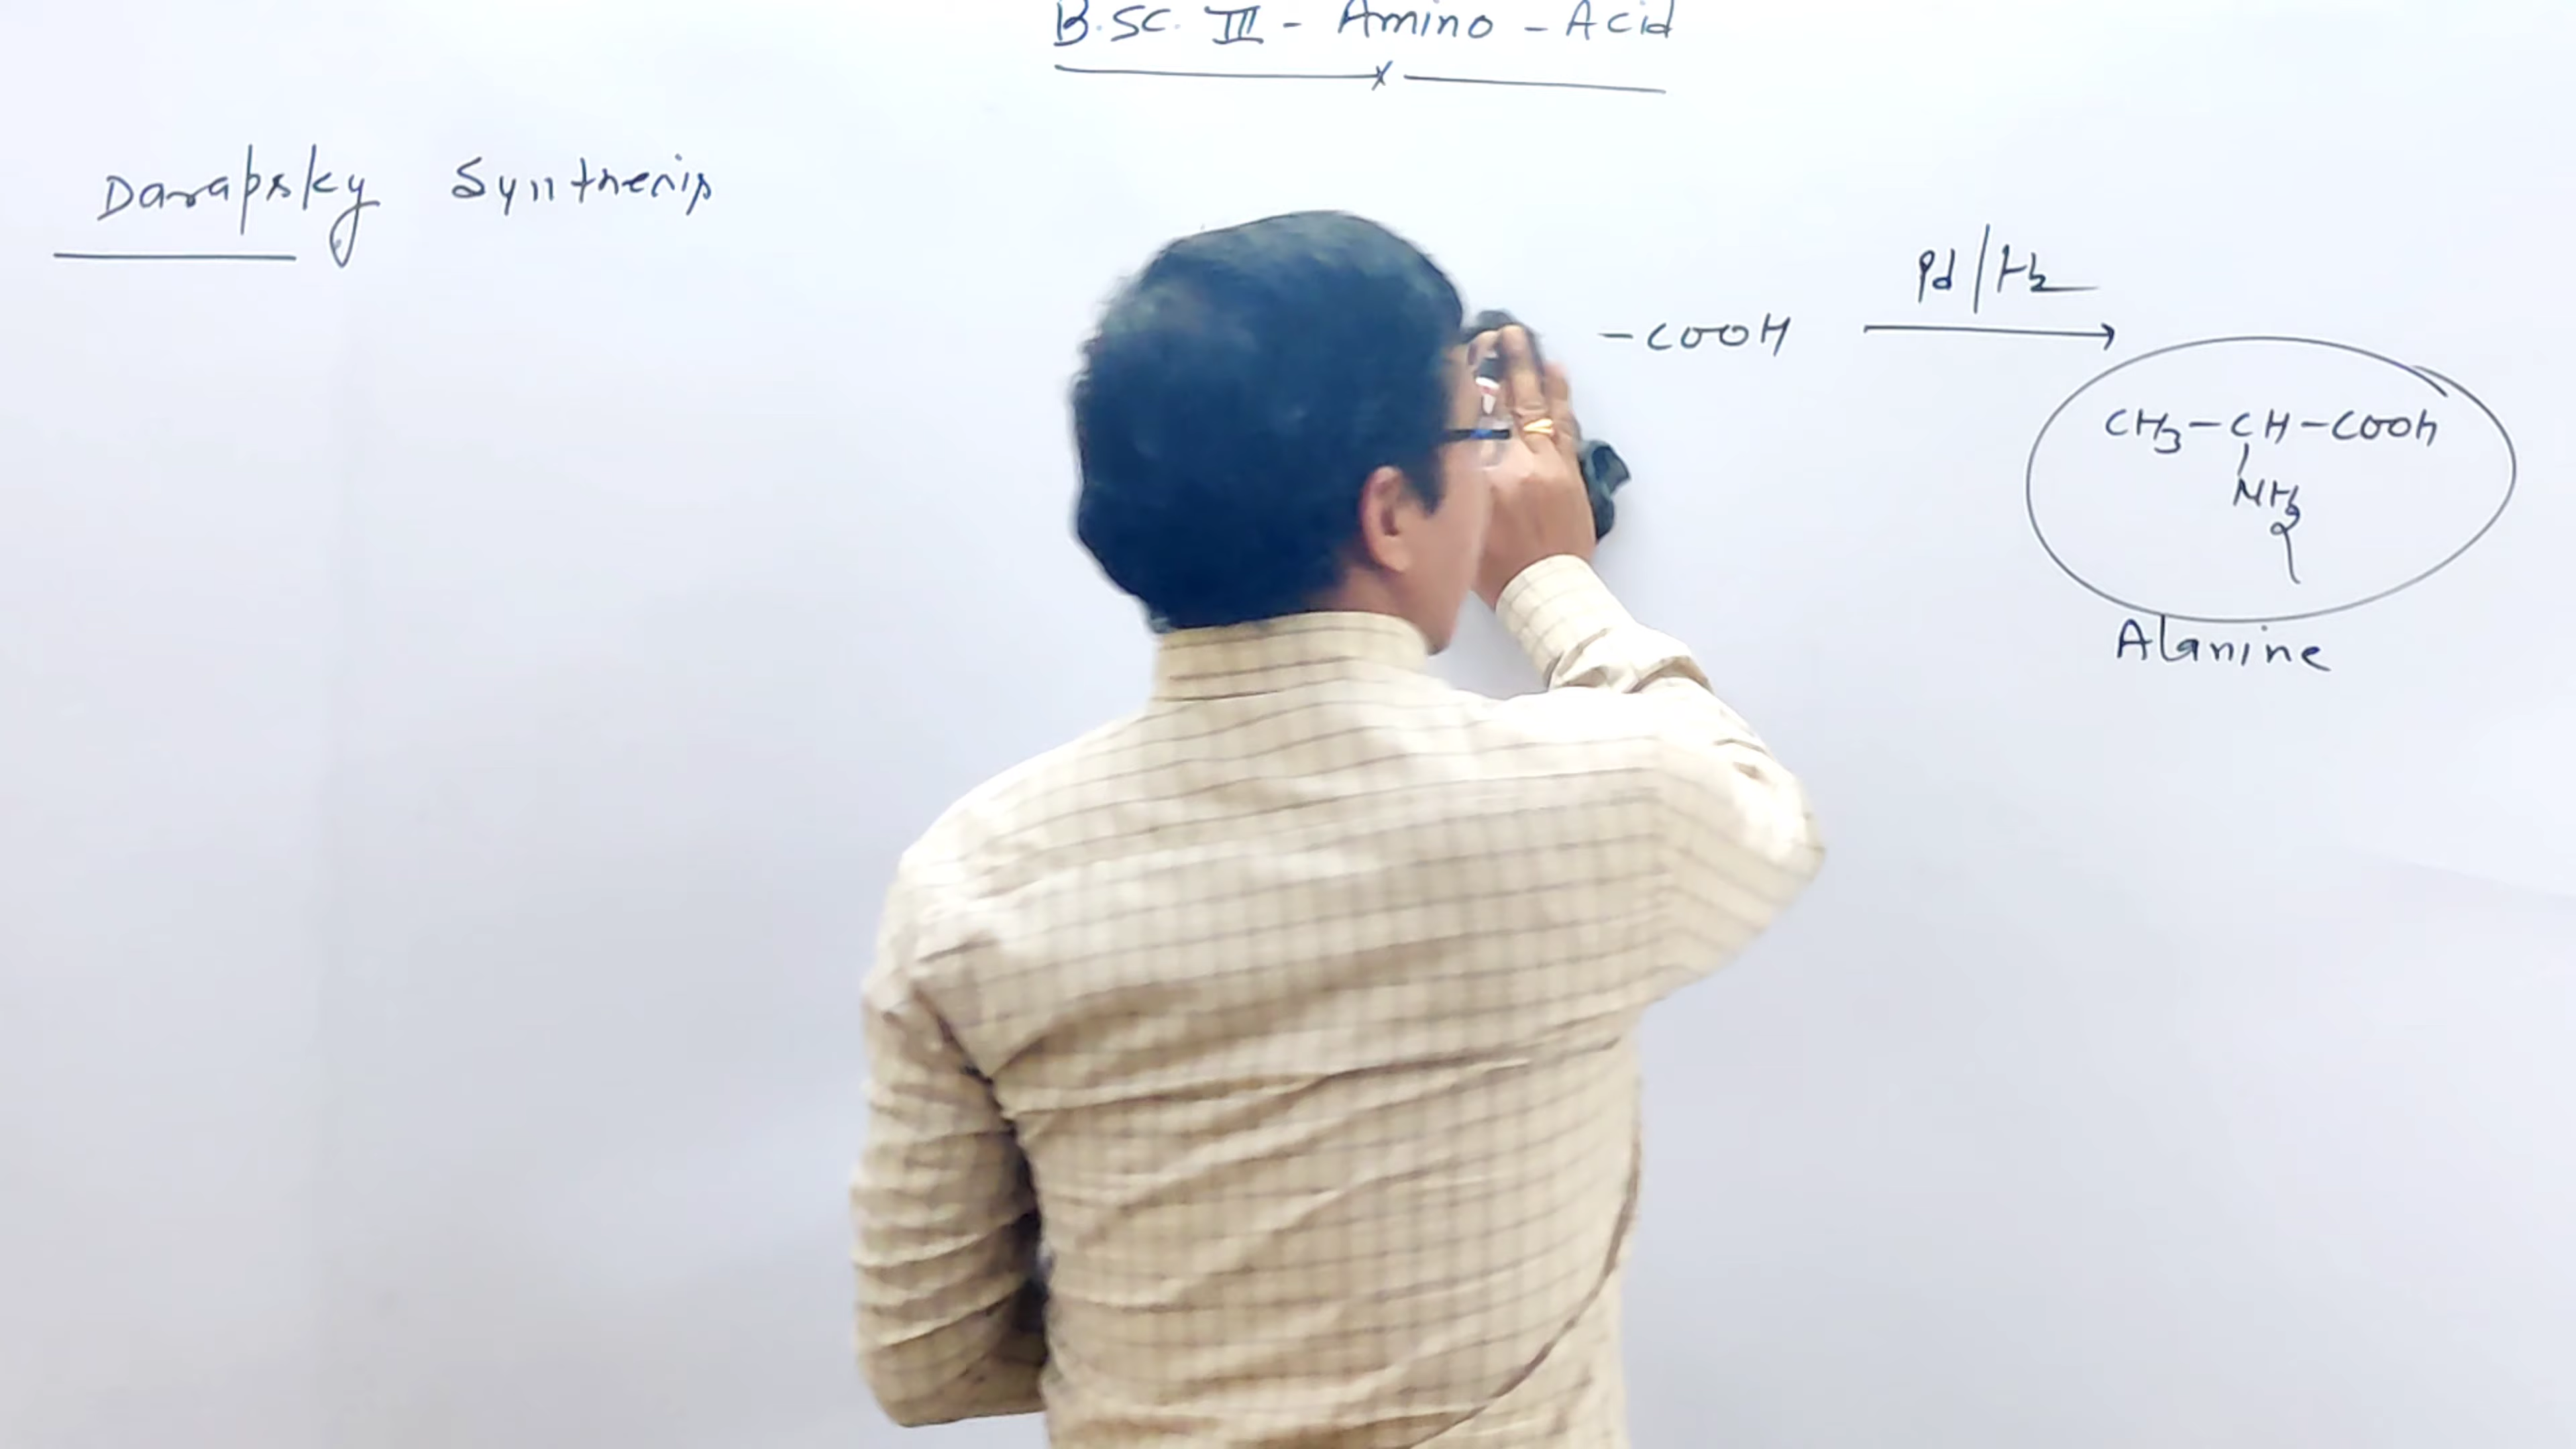 B.SC. III - Amino - Acid
Darapsky Synthesis
-COOH
Pd/H2
CH3-CH-COOH
NH2
Alanine